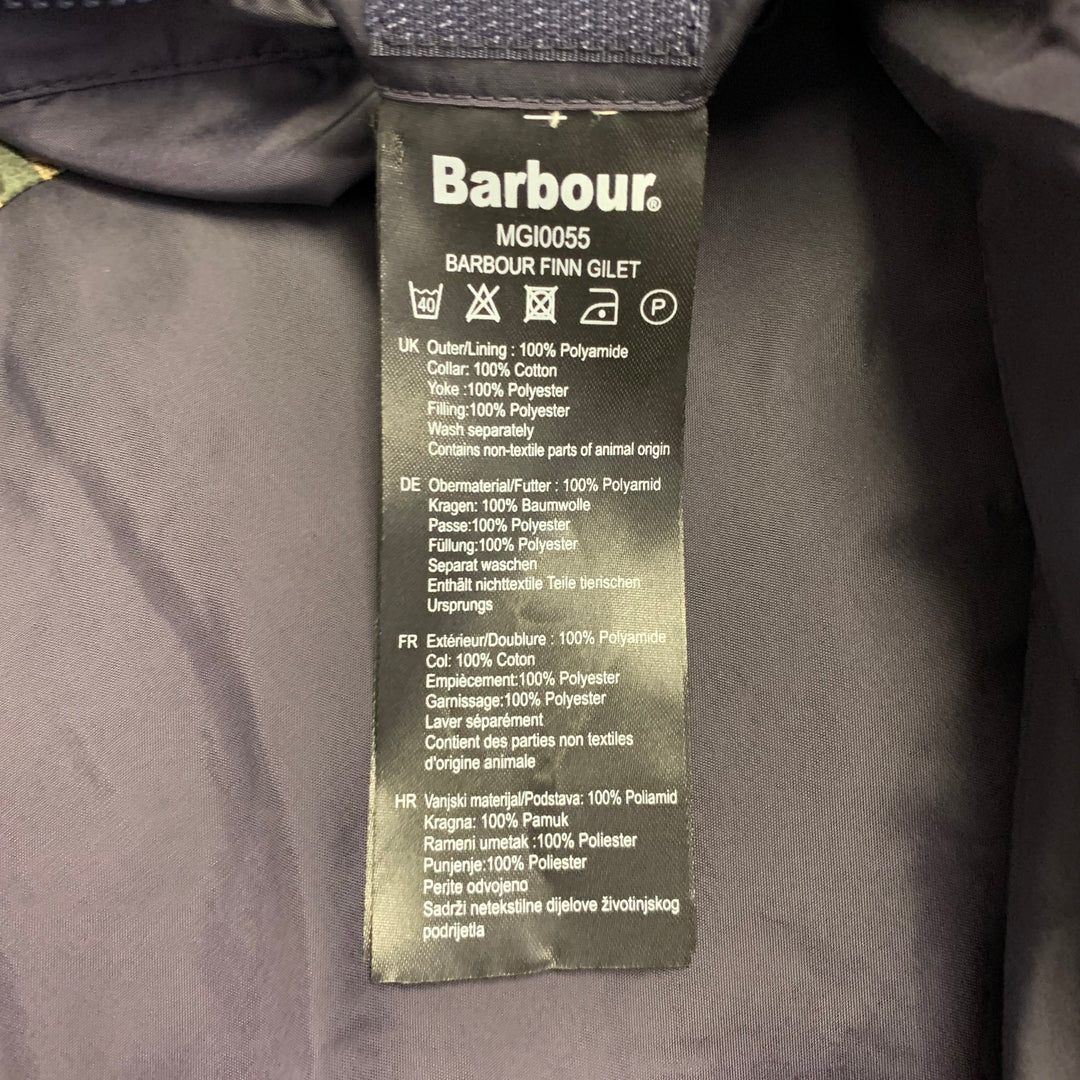 Barbour®
MGI0055
BARBOUR FINN GILET
40 P
UK Outer/Lining : 100% Polyamide
Collar: 100% Cotton
Yoke :100% Polyester
Filling:100% Polyester
Wash separately
Contains non-textile parts of animal origin
DE Obermaterial/Futter : 100% Polyamid
Kragen: 100% Baumwolle
Passe:100% Polyester
Füllung:100% Polyester
Separat waschen
Enthält nichttextile Teile tierischen
Ursprungs
FR Extérieur/Doublure : 100% Polyamide
Col: 100% Coton
Empiècement:100% Polyester
Garnissage:100% Polyester
Laver séparément
Contient des parties non textiles
d'origine animale
HR Vanjski materijal/Podstava: 100% Poliamid
Kragna: 100% Pamuk
Rameni umetak :100% Poliester
Punjenje:100% Poliester
Perite odvojeno
Sadrži netekstilne dijelove životinjskog
podrijetla